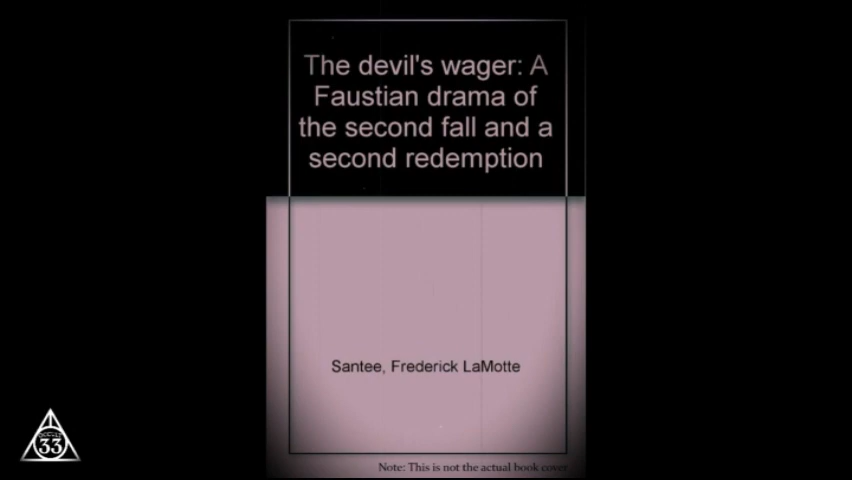 The devil's wager: A
Faustian drama of
the second fall and a
second redemption
Santee, Frederick LaMotte
Note: This is not the actual book cover
OCCULT
33